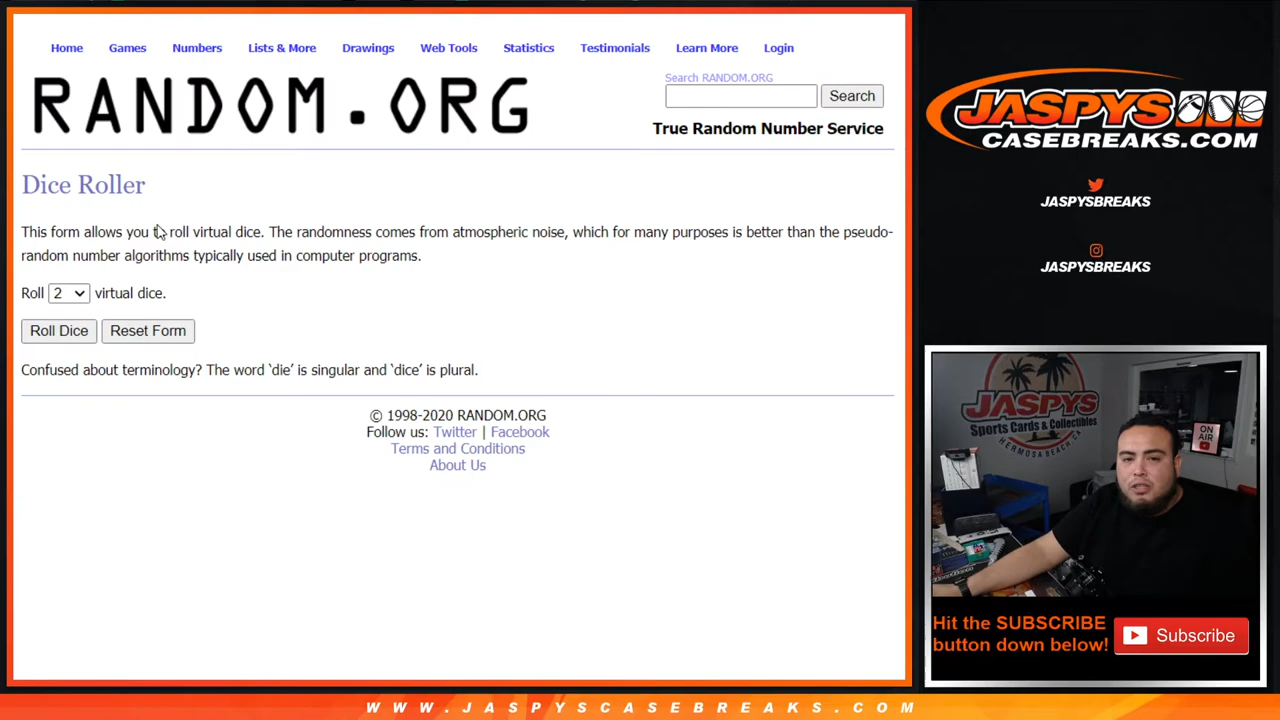 Home Games Numbers Lists & More Drawings Web Tools Statistics Testimonials Learn More Login
RANDOM.ORG
Search RANDOM.ORG
Search
True Random Number Service
Dice Roller
This form allows you to roll virtual dice. The randomness comes from atmospheric noise, which for many purposes is better than the pseudo-
random number algorithms typically used in computer programs.
Roll 2 virtual dice.
Roll Dice Reset Form
Confused about terminology? The word ‘die’ is singular and ‘dice’ is plural.
© 1998-2020 RANDOM.ORG
Follow us: Twitter | Facebook
Terms and Conditions
About Us
JASPYS
CASEBREAKS.COM
JASPYSBREAKS
JASPYSBREAKS
JASPYS
Sports Cards & Collectibles
HERMOSA BEACH CA
ON
AIR
Hit the SUBSCRIBE
button down below!
Subscribe
WWW.JASPYSCASEBREAKS.COM